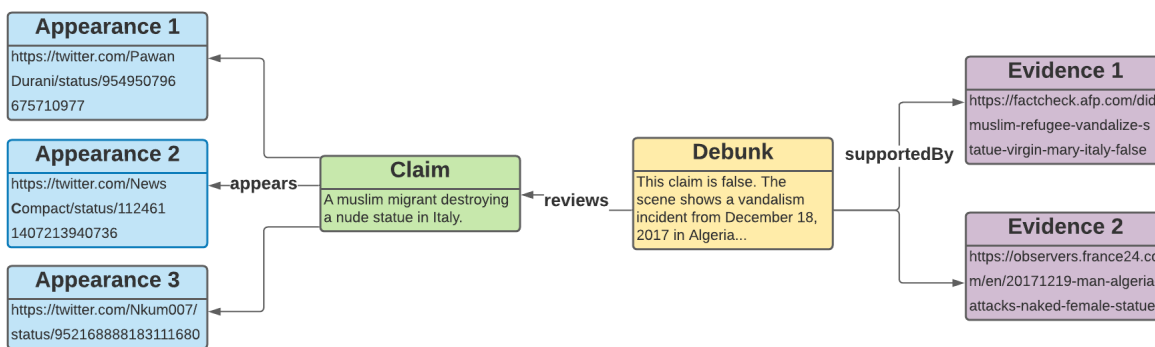 Appearance 1
https://twitter.com/Pawan
Durani/status/954950796
675710977
Appearance 2
https://twitter.com/News
Compact/status/112461
1407213940736
Appearance 3
https://twitter.com/Nkum007/
status/952168888183111680
appears
Claim
A muslim migrant destroying
a nude statue in Italy.
reviews
Debunk
This claim is false. The
scene shows a vandalism
incident from December 18,
2017 in Algeria...
supportedBy
Evidence 1
https://factcheck.afp.com/did
muslim-refugee-vandalize-s
tatue-virgin-mary-italy-false
Evidence 2
https://observers.france24.co
m/en/20171219-man-algeria
attacks-naked-female-statue